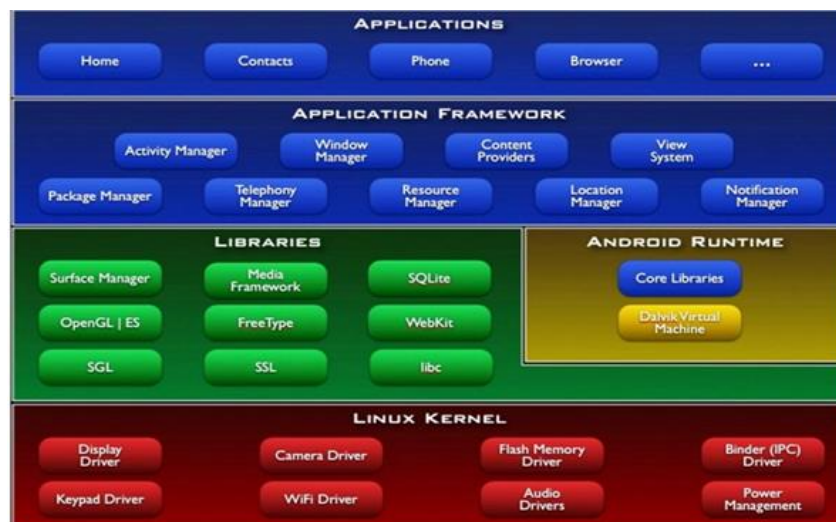 APPLICATIONS
Home
Contacts
Phone
Browser
...
APPLICATION FRAMEWORK
Activity Manager
Window
Manager
Content
Providers
View
System
Package Manager
Telephony
Manager
Resource
Manager
Location
Manager
Notification
Manager
LIBRARIES
Surface Manager
Media
Framework
SQLite
OpenGL | ES
FreeType
WebKit
SGL
SSL
libc
ANDROID RUNTIME
Core Libraries
Dalvik Virtual
Machine
LINUX KERNEL
Display
Driver
Camera Driver
Flash Memory
Driver
Binder (IPC)
Driver
Keypad Driver
WiFi Driver
Audio
Drivers
Power
Management